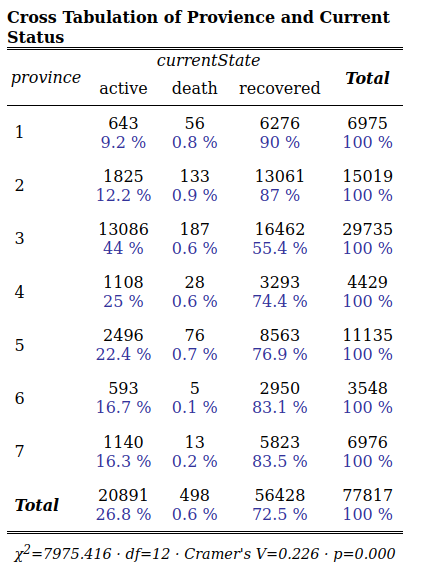 Cross Tabulation of Provience and Current
Status
province currentState Total
active death recovered
1 643 56 6276 6975
9.2 % 0.8 % 90 % 100 %
2 1825 133 13061 15019
12.2 % 0.9 % 87 % 100 %
3 13086 187 16462 29735
44 % 0.6 % 55.4 % 100 %
4 1108 28 3293 4429
25 % 0.6 % 74.4 % 100 %
5 2496 76 8563 11135
22.4 % 0.7 % 76.9 % 100 %
6 593 5 2950 3548
16.7 % 0.1 % 83.1 % 100 %
7 1140 13 5823 6976
16.3 % 0.2 % 83.5 % 100 %
Total 20891 498 56428 77817
26.8 % 0.6 % 72.5 % 100 %
χ2=7975.416 · df=12 · Cramer's V=0.226 · p=0.000